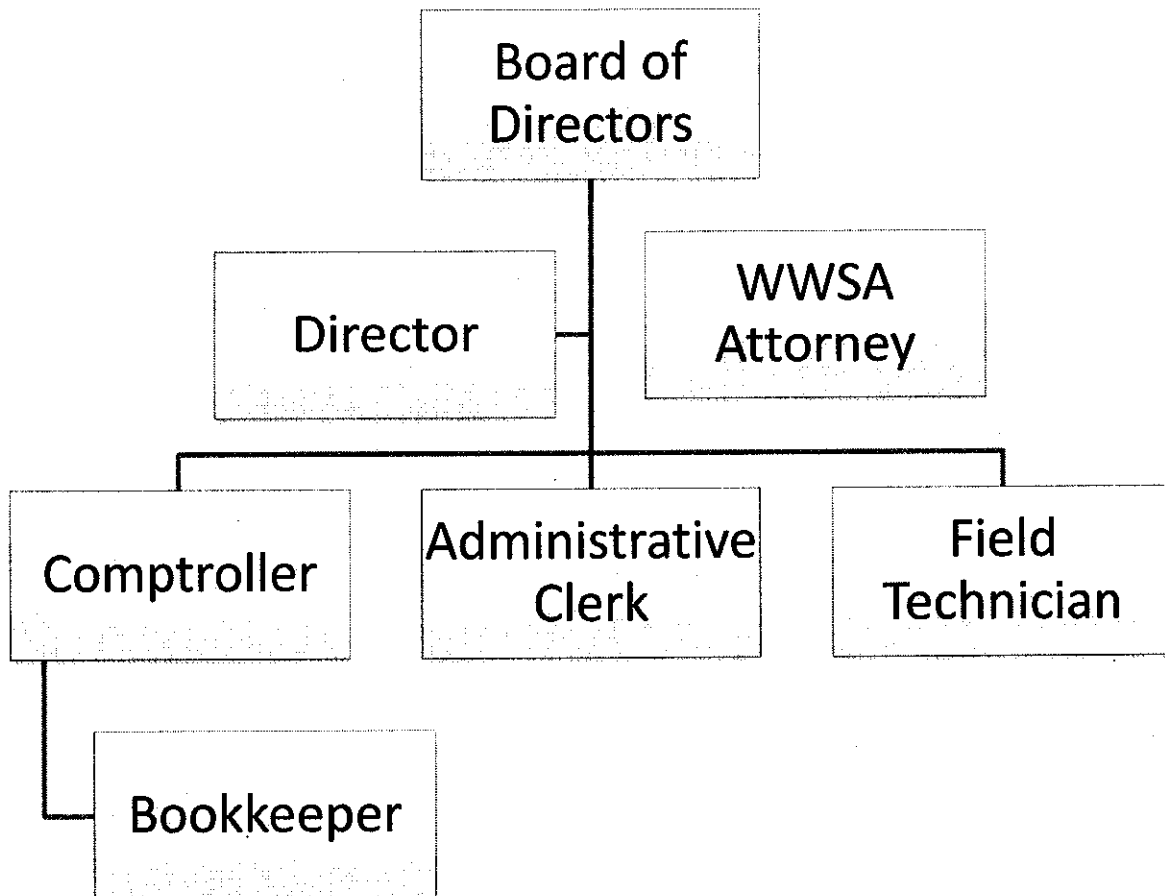 Board of
Directors
Director
WWSA
Attorney
Comptroller
Administrative
Clerk
Field
Technician
Bookkeeper